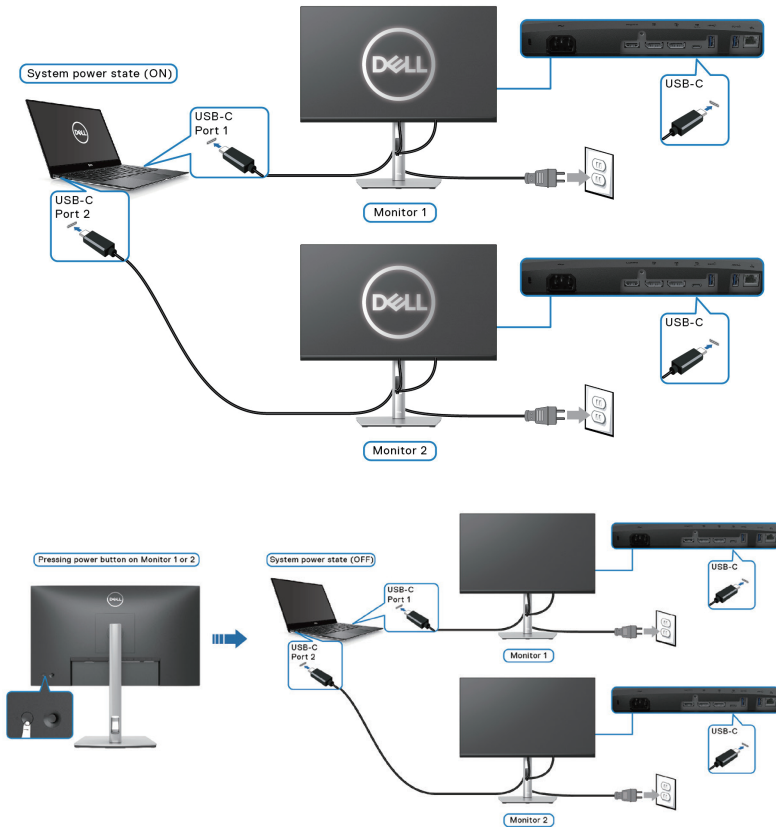 System power state (ON)
DELL
DELL
USB-C
Port 1
USB-C
Monitor 1
USB-C
Port 2
DELL
USB-C
Monitor 2
Pressing power button on Monitor 1 or 2
DELL
System power state (OFF)
USB-C
Port 1
USB-C
Monitor 1
USB-C
Port 2
USB-C
Monitor 2